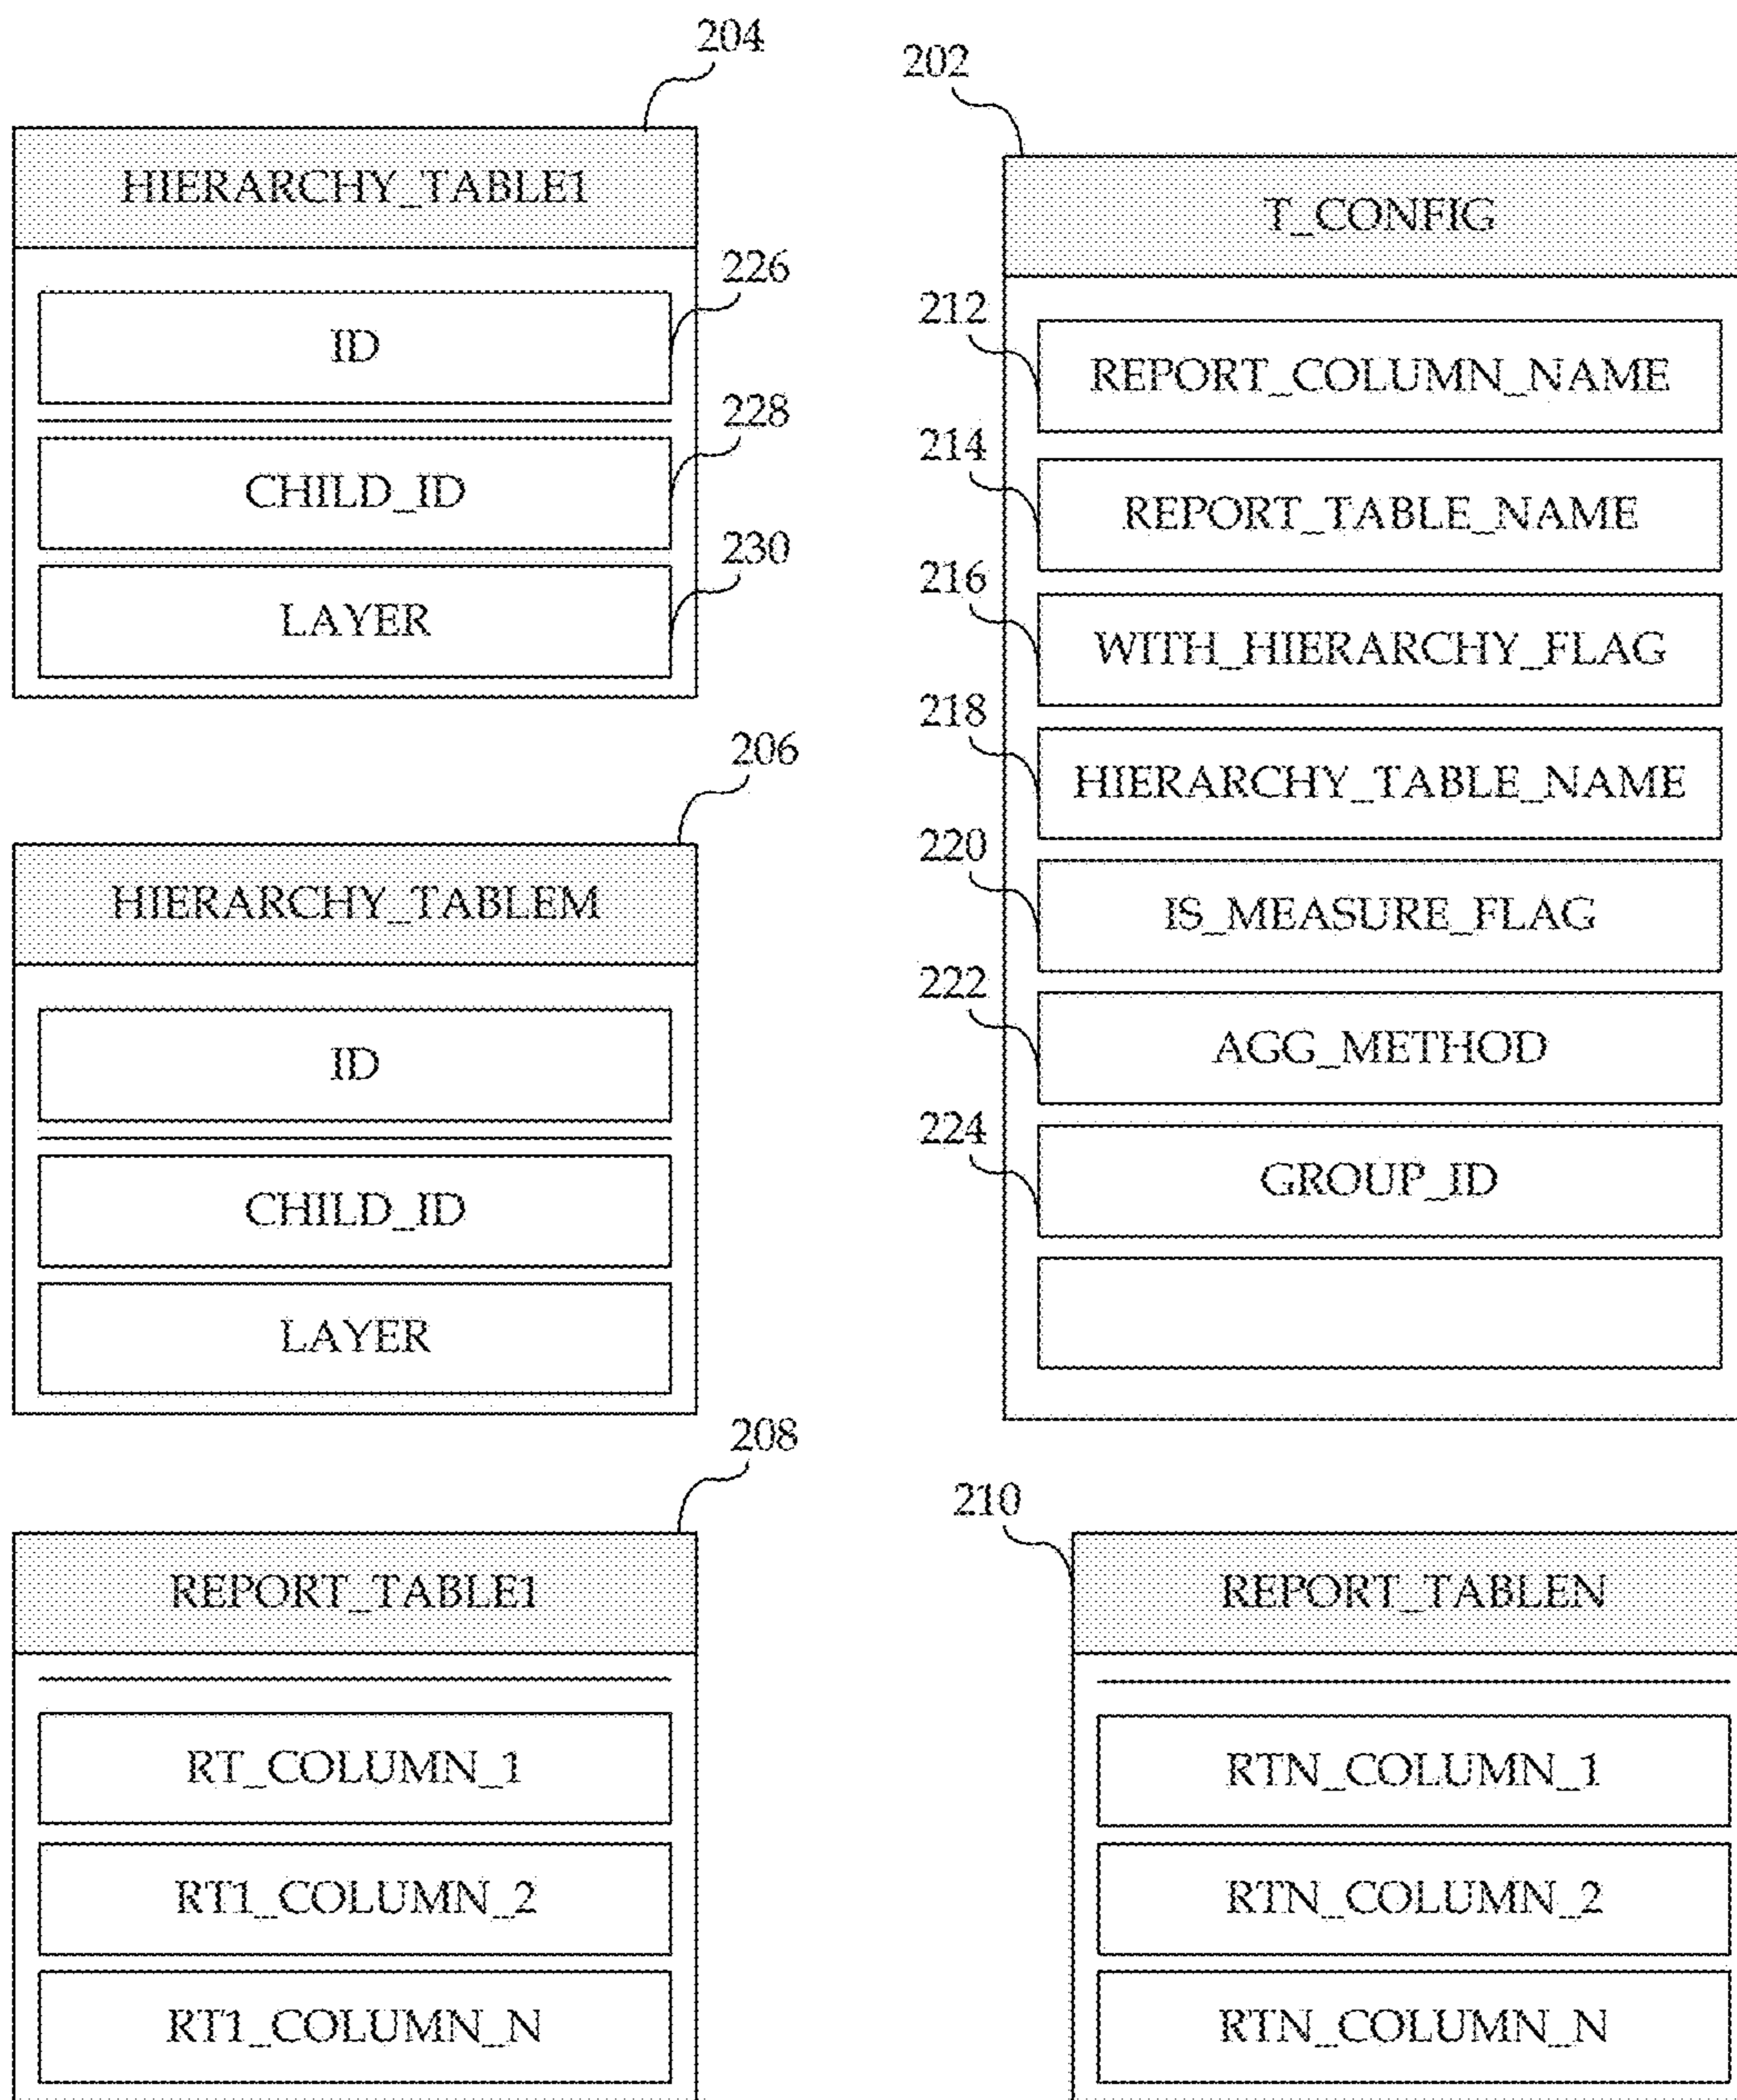 204
HIERARCHY_TABLE1
226
ID
228
CHILD_ID
230
LAYER
202
T_CONFIG
212
REPORT_COLUMN_NAME
214
REPORT_TABLE_NAME
216
WITH_HIERARCHY_FLAG
218
HIERARCHY_TABLE_NAME
220
IS_MEASURE_FLAG
222
AGG_METHOD
224
GROUP_ID
206
HIERARCHY_TABLEM
ID
CHILD_ID
LAYER
208
REPORT_TABLE1
RT_COLUMN_1
RT1_COLUMN_2
RT1_COLUMN_N
210
REPORT_TABLEN
RTN_COLUMN_1
RTN_COLUMN_2
RTN_COLUMN_N